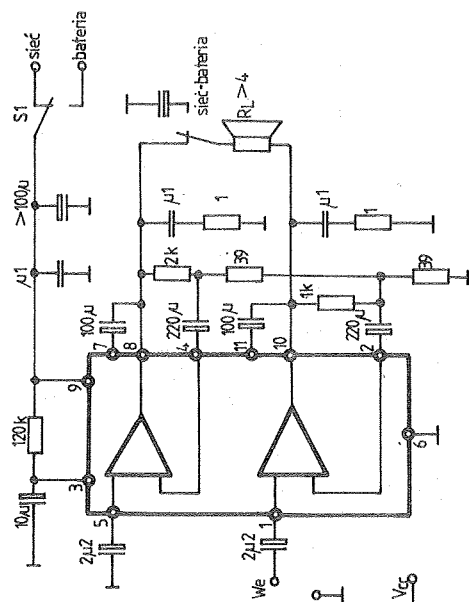 sieć
bateria
S1
>100µ
µ1
sieć-bateria
RL>4
µ1
1
µ1
1
2k
39
39
1k
100µ
220µ
100µ
220µ
7
8
4
11
10
2
9
3
5
1
6
120k
10µ
2µ2
2µ2
We
Vcc